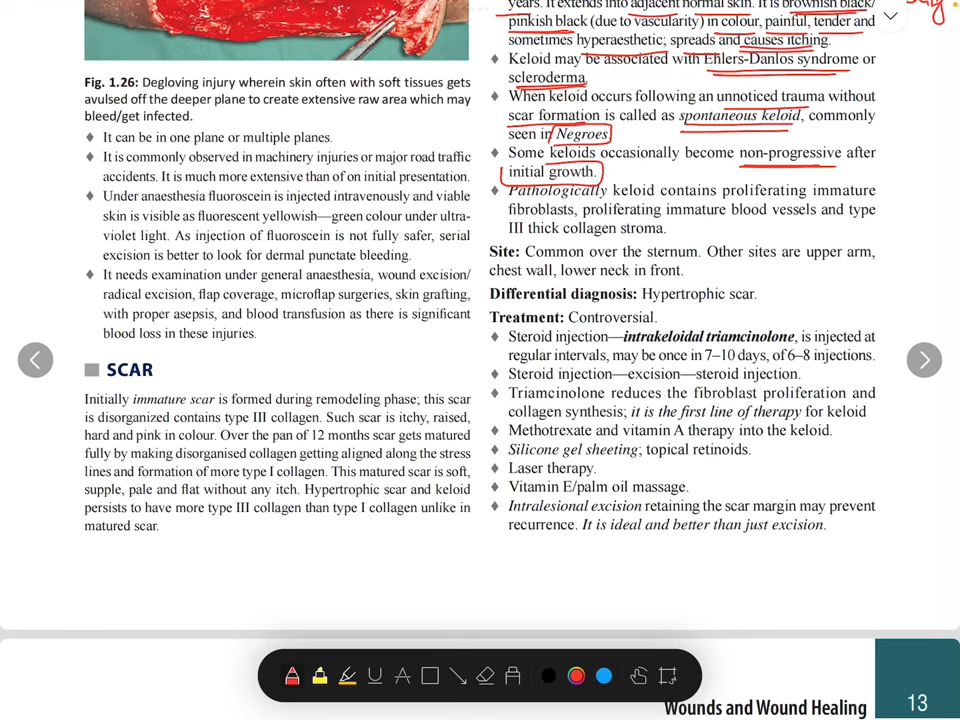 Fig. 1.26: Degloving injury wherein skin often with soft tissues gets
avulsed off the deeper plane to create extensive raw area which may
bleed/get infected.
♦ It can be in one plane or multiple planes.
♦ It is commonly observed in machinery injuries or major road traffic
accidents. It is much more extensive than of on initial presentation.
♦ Under anaesthesia fluoroscein is injected intravenously and viable
skin is visible as fluorescent yellowish—green colour under ultra-
violet light. As injection of fluoroscein is not fully safer, serial
excision is better to look for dermal punctate bleeding.
♦ It needs examination under general anaesthesia, wound excision/
radical excision, flap coverage, microflap surgeries, skin grafting,
with proper asepsis, and blood transfusion as there is significant
blood loss in these injuries.
SCAR
Initially immature scar is formed during remodeling phase; this scar
is disorganized contains type III collagen. Such scar is itchy, raised,
hard and pink in colour. Over the pan of 12 months scar gets matured
fully by making disorganised collagen getting aligned along the stress
lines and formation of more type I collagen. This matured scar is soft,
supple, pale and flat without any itch. Hypertrophic scar and keloid
persists to have more type III collagen than type I collagen unlike in
matured scar.
years. It extends into adjacent normal skin. It is brownish black/
pinkish black (due to vascularity) in colour, painful, tender and
sometimes hyperaesthetic; spreads and causes itching.
♦ Keloid may be associated with Ehlers-Danlos syndrome or
scleroderma.
♦ When keloid occurs following an unnoticed trauma without
scar formation is called as spontaneous keloid, commonly
seen in Negroes
♦ Some keloids occasionally become non-progressive after
initial growth.
♦ Pathologically keloid contains proliferating immature
fibroblasts, proliferating immature blood vessels and type
III thick collagen stroma.
Site: Common over the sternum. Other sites are upper arm,
chest wall, lower neck in front.
Differential diagnosis: Hypertrophic scar.
Treatment: Controversial.
♦ Steroid injection—intrakeloidal triamcinolone, is injected at
regular intervals, may be once in 7–10 days, of 6–8 injections.
♦ Steroid injection—excision—steroid injection.
♦ Triamcinolone reduces the fibroblast proliferation and
collagen synthesis; it is the first line of therapy for keloid
♦ Methotrexate and vitamin A therapy into the keloid.
♦ Silicone gel sheeting; topical retinoids.
♦ Laser therapy.
♦ Vitamin E/palm oil massage.
♦ Intralesional excision retaining the scar margin may prevent
recurrence. It is ideal and better than just excision.
Wounds and Wound Healing
13